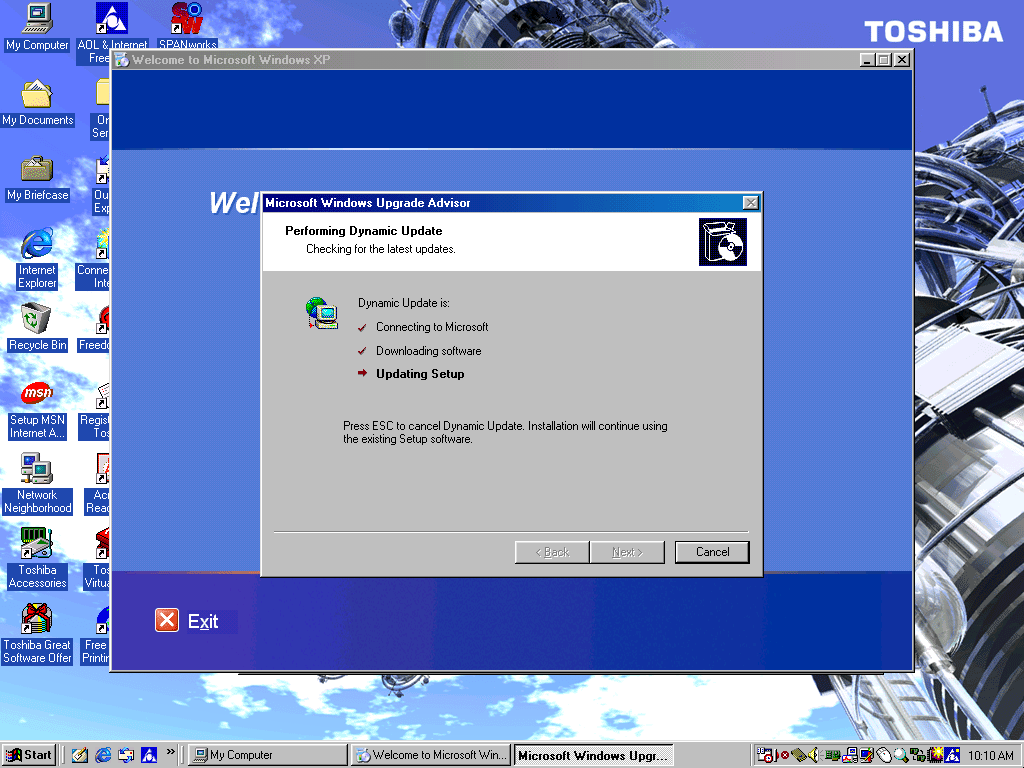 TOSHIBA
My Computer
AOL & Internet
Free
SPANworks
My Documents
On
Ser
My Briefcase
Ou
Exp
Internet
Explorer
Conne
Inte
Recycle Bin
Freed
msn
Setup MSN
Internet A...
Regist
Tos
Network
Neighborhood
Acr
Read
Toshiba
Accessories
Tos
Virtua
Toshiba Great
Software Offer
Free
Printin
Welcome to Microsoft Windows XP
Wel
Microsoft Windows Upgrade Advisor
Performing Dynamic Update
Checking for the latest updates.
Dynamic Update is:
Connecting to Microsoft
Downloading software
Updating Setup
Press ESC to cancel Dynamic Update. Installation will continue using
the existing Setup software.
< Back
Next >
Cancel
Exit
Start
My Computer
Welcome to Microsoft Win...
Microsoft Windows Upgr...
10:10 AM